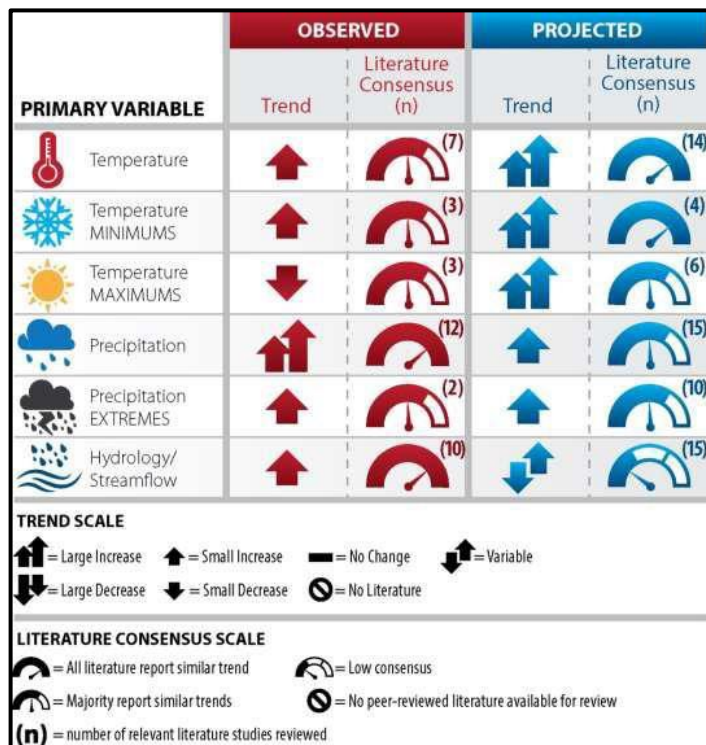 OBSERVED PROJECTED
PRIMARY VARIABLE Trend Literature Consensus (n) Trend Literature Consensus (n)
Temperature (7) (14)
Temperature MINIMUMS (3) (4)
Temperature MAXIMUMS (3) (6)
Precipitation (12) (15)
Precipitation EXTREMES (2) (10)
Hydrology/ Streamflow (10) (15)
TREND SCALE
= Large Increase = Small Increase = No Change = Variable
= Large Decrease = Small Decrease = No Literature
LITERATURE CONSENSUS SCALE
= All literature report similar trend = Low consensus
= Majority report similar trends = No peer-reviewed literature available for review
(n) = number of relevant literature studies reviewed